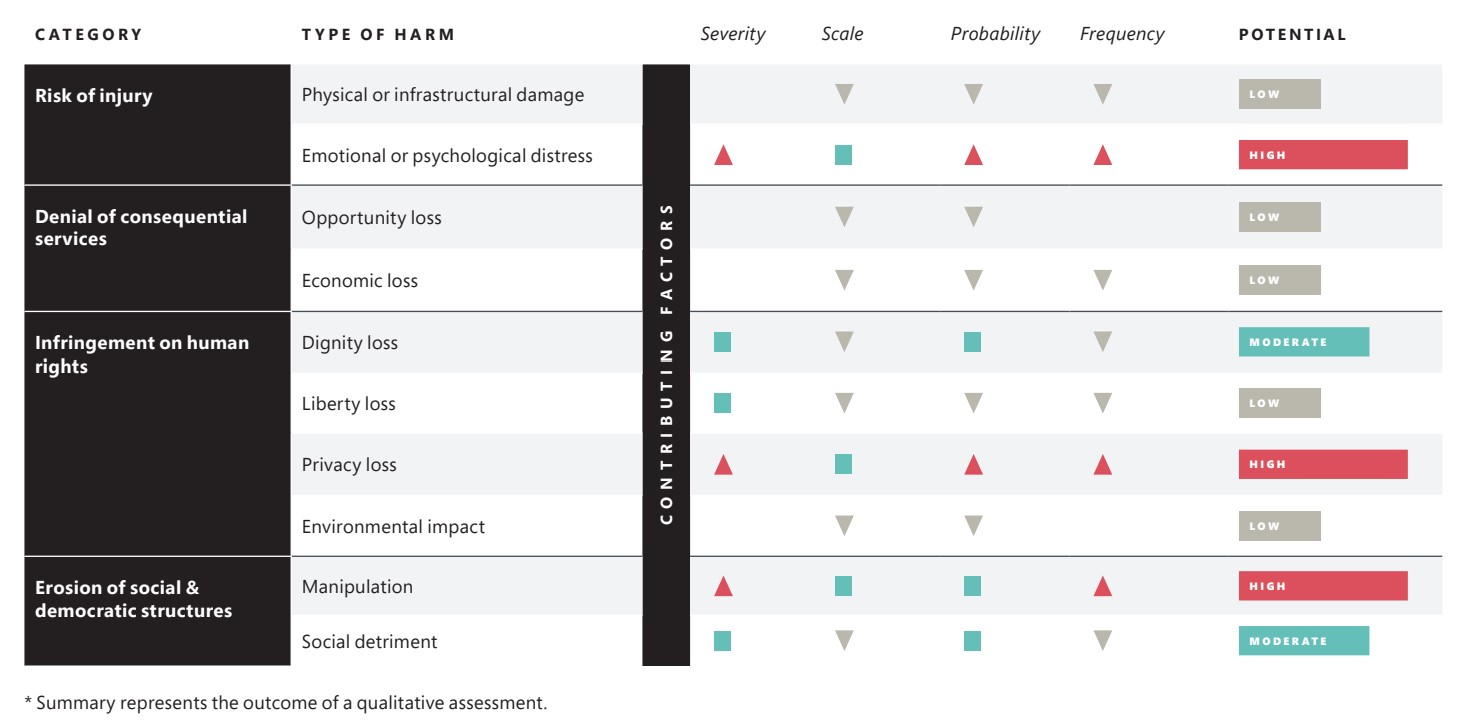 CATEGORY TYPE OF HARM Severity Scale Probability Frequency POTENTIAL
Risk of injury Physical or infrastructural damage LOW
Emotional or psychological distress HIGH
Denial of consequential Opportunity loss LOW
services
Economic loss LOW
CONTRIBUTING FACTORS
Infringement on human Dignity loss MODERATE
rights
Liberty loss LOW
Privacy loss HIGH
Environmental impact LOW
Erosion of social & Manipulation HIGH
democratic structures
Social detriment MODERATE
* Summary represents the outcome of a qualitative assessment.